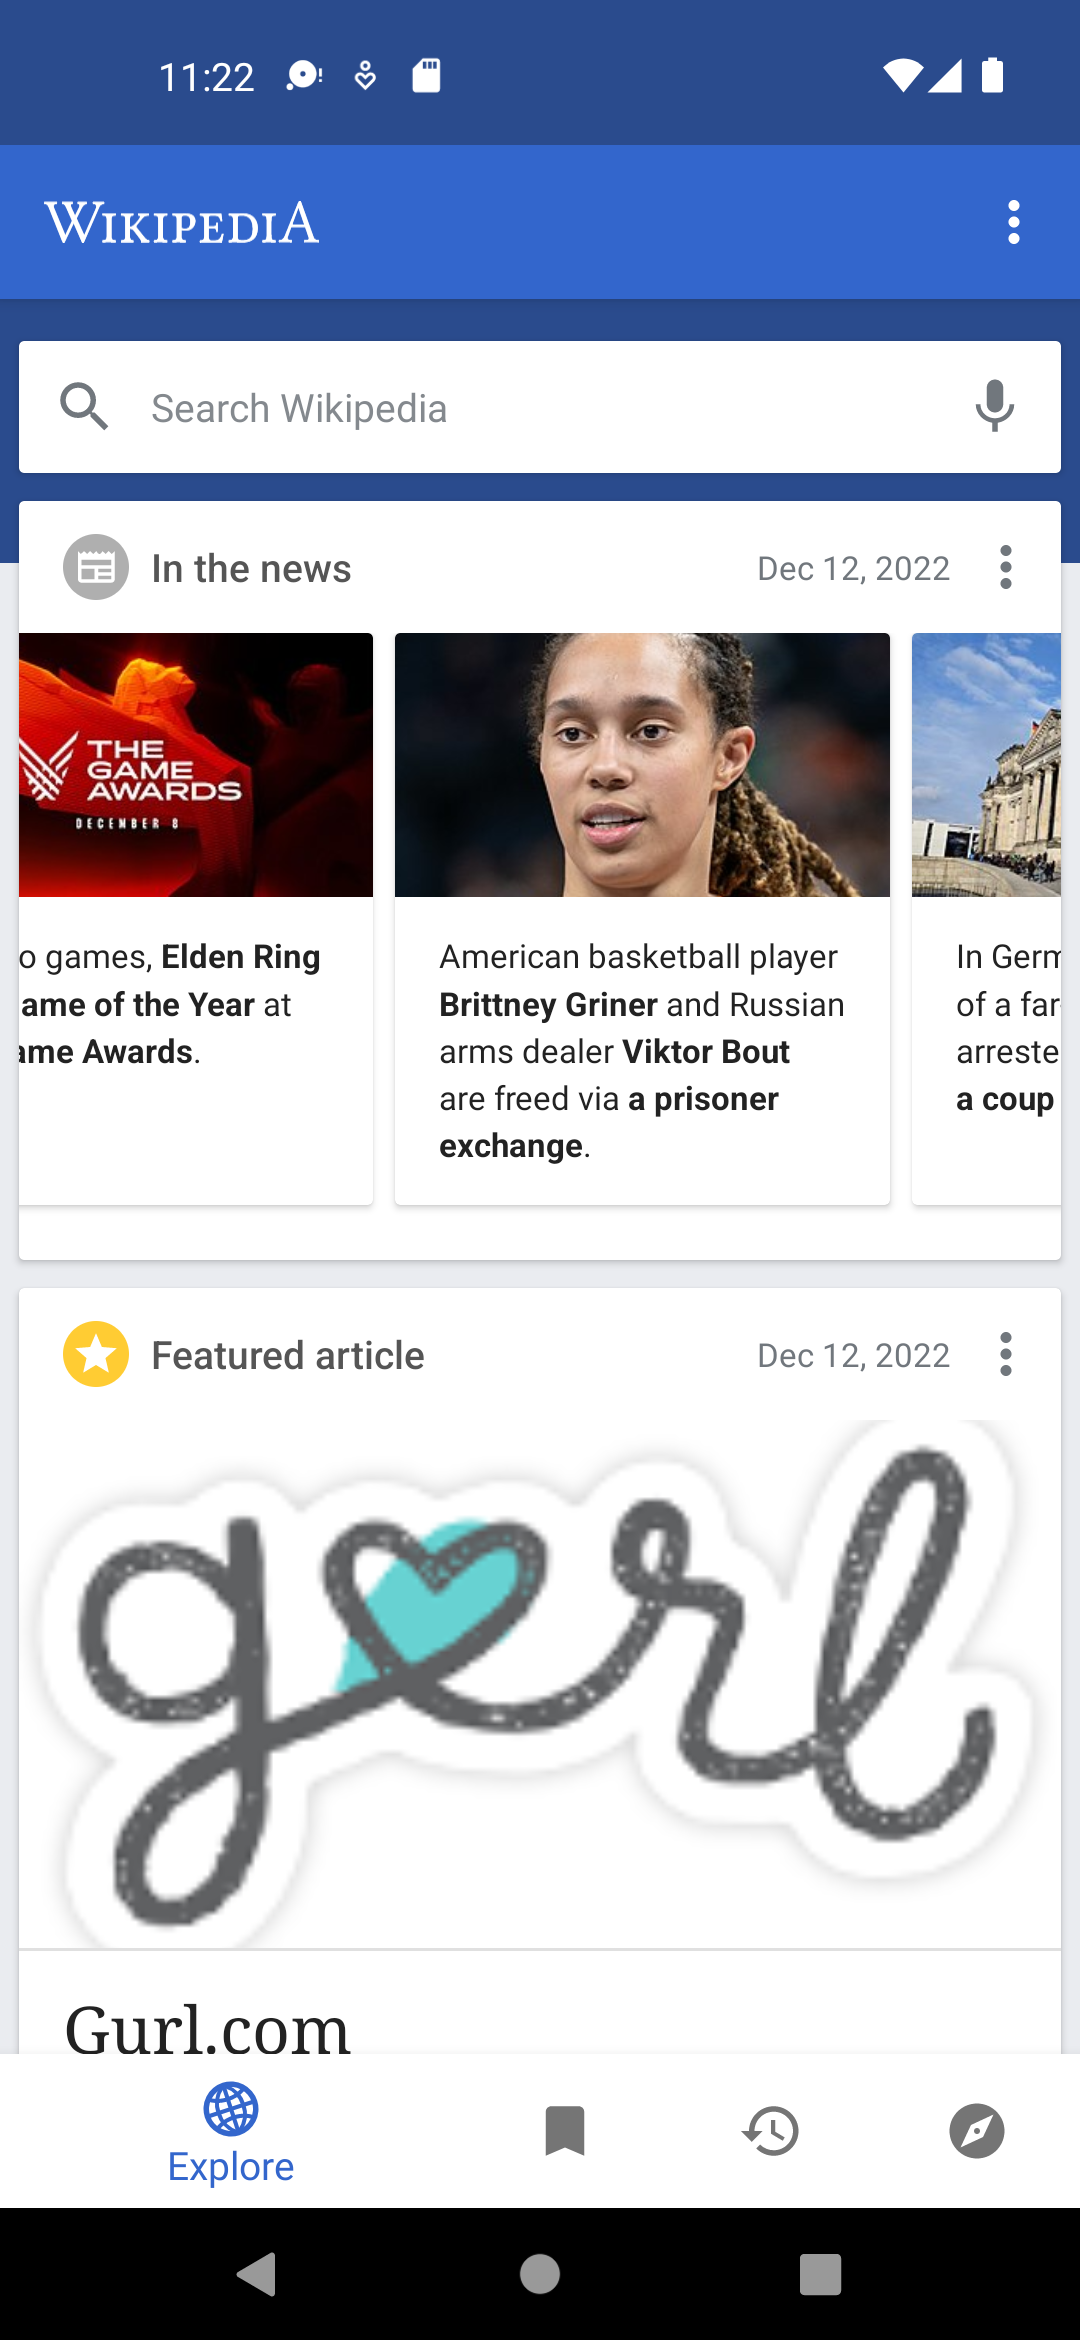 11:22
WIKIPEDIA
Search Wikipedia
In the news
Dec 12, 2022
THE
GAME
AWARDS
DECEMBER 8
o games, Elden Ring
ame of the Year at
ame Awards.
American basketball player
Brittney Griner and Russian
arms dealer Viktor Bout
are freed via a prisoner
exchange.
In Germ
of a far-
arreste
a coup
Featured article
Dec 12, 2022
gurl
Gurl.com
Explore